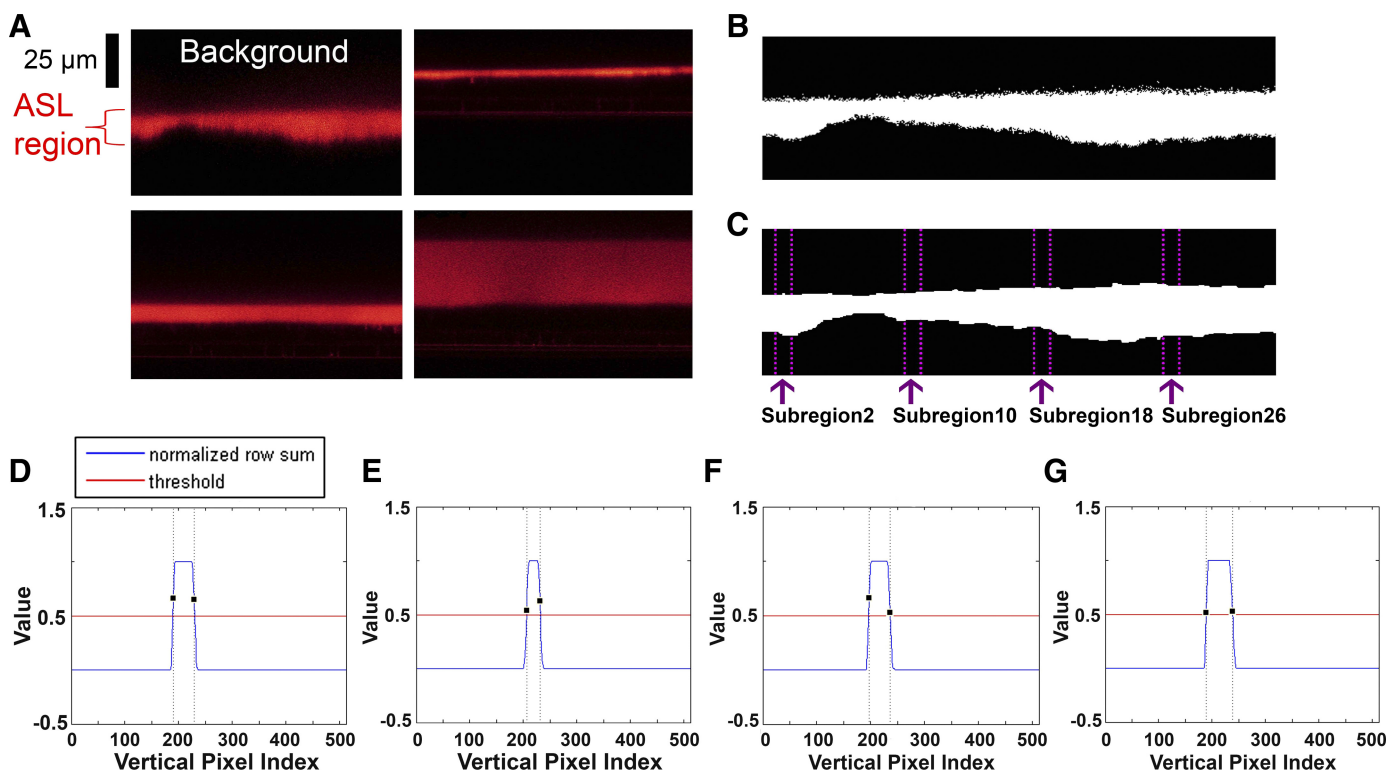 A
25 µm
Background
ASL
region
B
C
Subregion2 Subregion10 Subregion18 Subregion26
normalized row sum
threshold
D
1.5
0.5
-0.5
Value
0 100 200 300 400 500
Vertical Pixel Index
E
1.5
0.5
-0.5
Value
0 100 200 300 400 500
Vertical Pixel Index
F
1.5
0.5
-0.5
Value
0 100 200 300 400 500
Vertical Pixel Index
G
1.5
0.5
-0.5
Value
0 100 200 300 400 500
Vertical Pixel Index